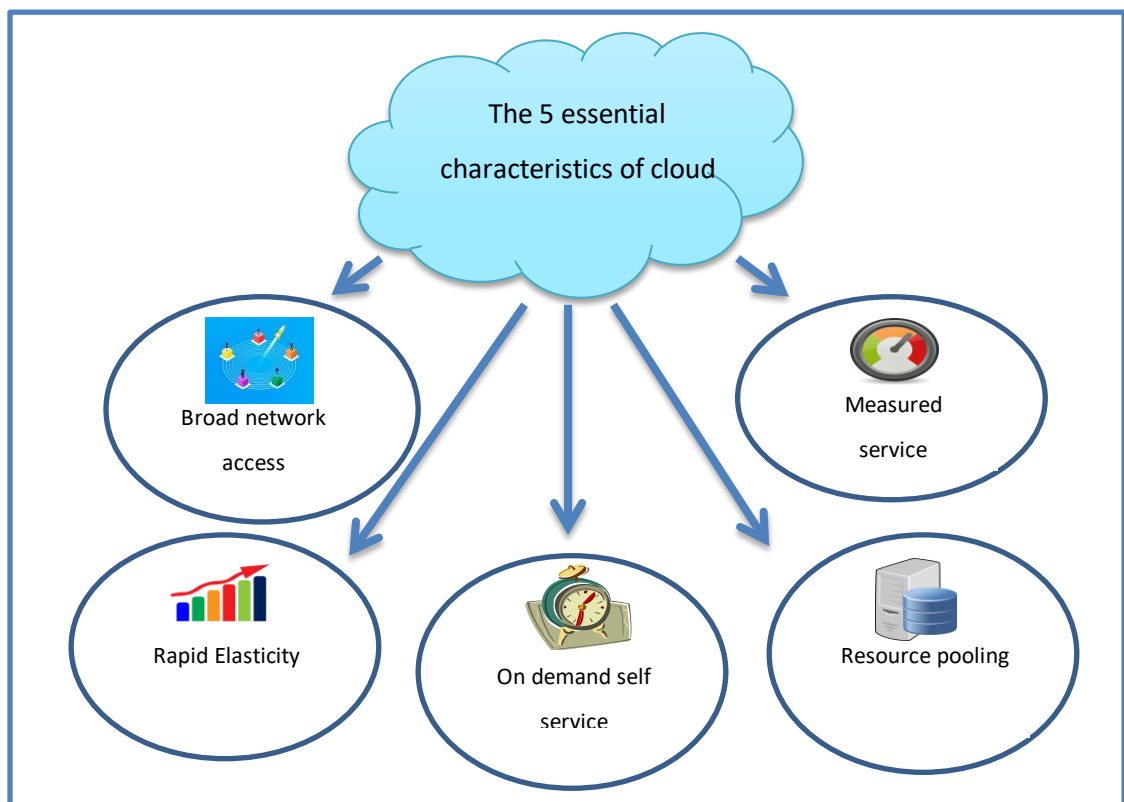 The 5 essential
characteristics of cloud
Broad network
access
Measured
service
Rapid Elasticity
On demand self
service
Resource pooling